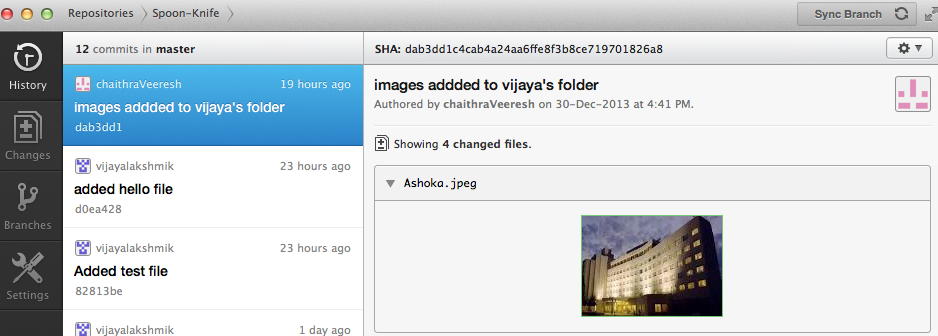 Repositories Spoon-Knife
Sync Branch
12 commits in master
SHA: dab3dd1c4cab4a24aa6ffe8f3b8ce719701826a8
History
Changes
Branches
Settings
chaithraVeeresh 19 hours ago
images addded to vijaya's folder
dab3dd1
vijayalakshmik 23 hours ago
added hello file
d0ea428
vijayalakshmik 23 hours ago
Added test file
82813be
vijayalakshmik 1 day ago
images addded to vijaya's folder
Authored by chaithraVeeresh on 30-Dec-2013 at 4:41 PM.
Showing 4 changed files.
Ashoka.jpeg